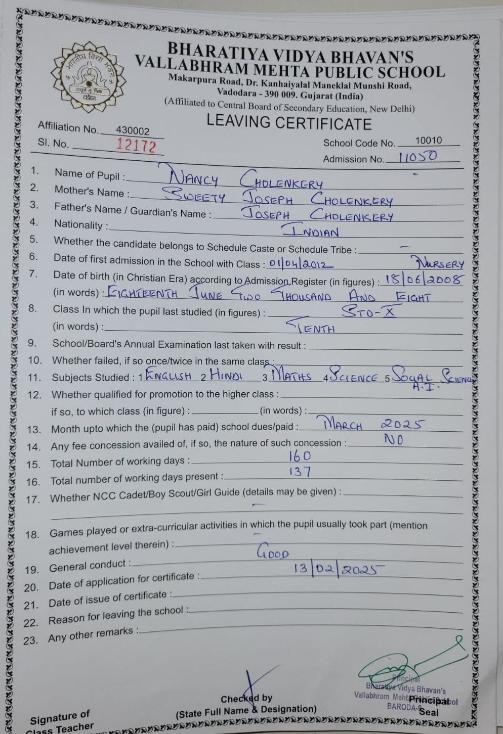 BHARATIYA VIDYA BHAVAN'S
VALLABHRAM MEHTA PUBLIC SCHOOL
Makarpura Road, Dr. Kanhaiyalal Maneklal Munshi Road,
Vadodara - 390 009. Gujarat (India)
(Affiliated to Central Board of Secondary Education, New Delhi)
LEAVING CERTIFICATE
Affiliation No. 430002
School Code No. 10010
Sl. No. 12172
Admission No. 11050
1. Name of Pupil : NANCY CHOLENKERY
2. Mother's Name : SWEETY JOSEPH CHOLENKERY
3. Father's Name / Guardian's Name : JOSEPH CHOLENKERY
4. Nationality : INDIAN
5. Whether the candidate belongs to Schedule Caste or Schedule Tribe : –
6. Date of first admission in the School with Class : 01/04/2012 NURSERY
7. Date of birth (in Christian Era) according to Admission Register (in figures) : 18/06/2008
(in words) : EIGHTEENTH JUNE TWO THOUSAND AND EIGHT
8. Class In which the pupil last studied (in figures) : STD-X
(in words) : TENTH
9. School/Board's Annual Examination last taken with result :
10. Whether failed, if so once/twice in the same class :
11. Subjects Studied : 1 ENGLISH 2 HINDI 3 MATHS 4 SCIENCE 5 SOCIAL SCIENCE
A.I.
12. Whether qualified for promotion to the higher class :
if so, to which class (in figure) : (in words) :
13. Month upto which the (pupil has paid) school dues/paid : MARCH 2025
14. Any fee concession availed of, if so, the nature of such concession : NO
15. Total Number of working days : 160
16. Total Number of working days present : 137
17. Whether NCC Cadet/Boy Scout/Girl Guide (details may be given) :
–
18. Games played or extra-curricular activities in which the pupil usually took part (mention
achievement level therein) : –
19. General conduct : GOOD
20. Date of application for certificate : 13/02/2025
21. Date of issue of certificate :
22. Reason for leaving the school :
23. Any other remarks :
Signature of
Class Teacher
Checked by
(State Full Name & Designation)
Principal
Bharatiya Vidya Bhavan's
Vallabhram Mehta Public School
BARODA-
Principal
Seal